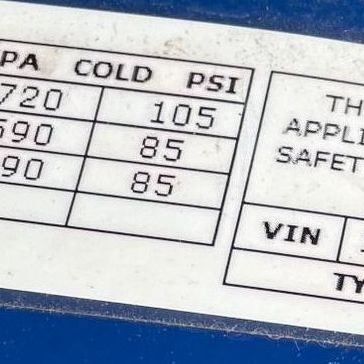 PA COLD PSI
720 105
590 85
90 85
TH
APPLI
SAFET
VIN
TY